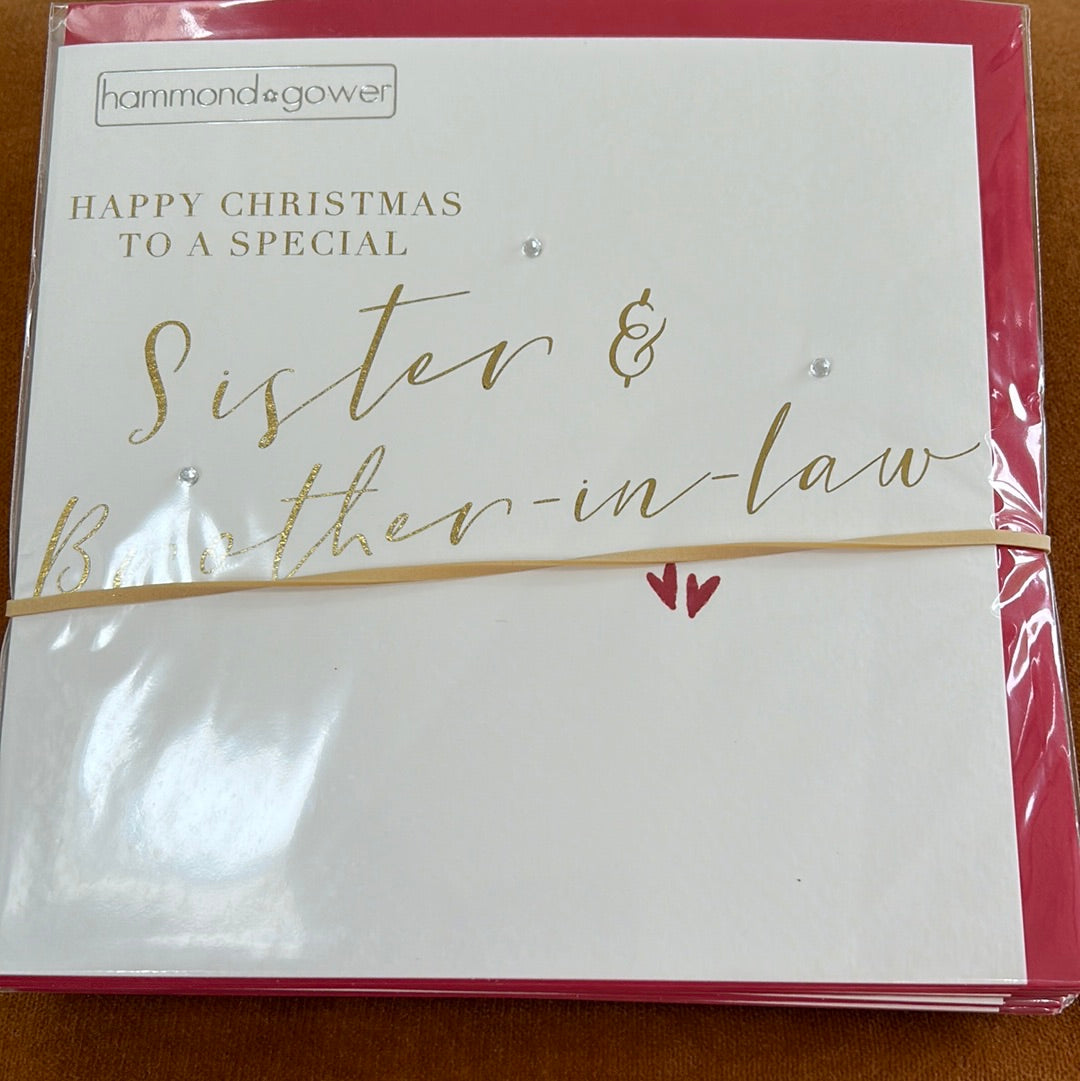 hammond gower
HAPPY CHRISTMAS
TO A SPECIAL
Sister &
Brother-in-law